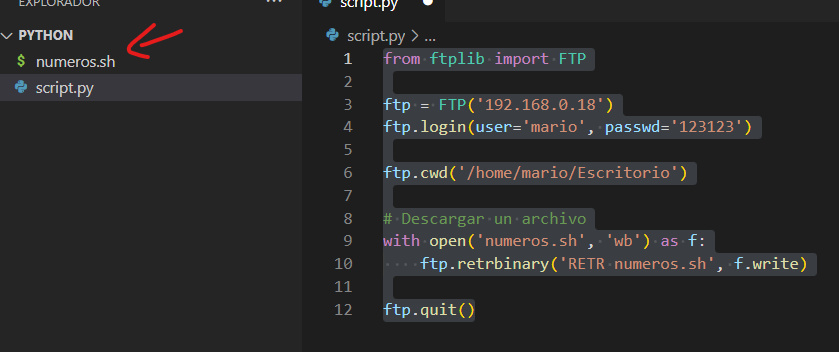 EXPLORADOR
...
PYTHON
$ numeros.sh
script.py
script.py
script.py > ...
1 from ftplib import FTP
2
3 ftp = FTP('192.168.0.18')
4 ftp.login(user='mario', passwd='123123')
5
6 ftp.cwd('/home/mario/Escritorio')
7
8 # Descargar un archivo
9 with open('numeros.sh', 'wb') as f:
10     ftp.retrbinary('RETR numeros.sh', f.write)
11
12 ftp.quit()